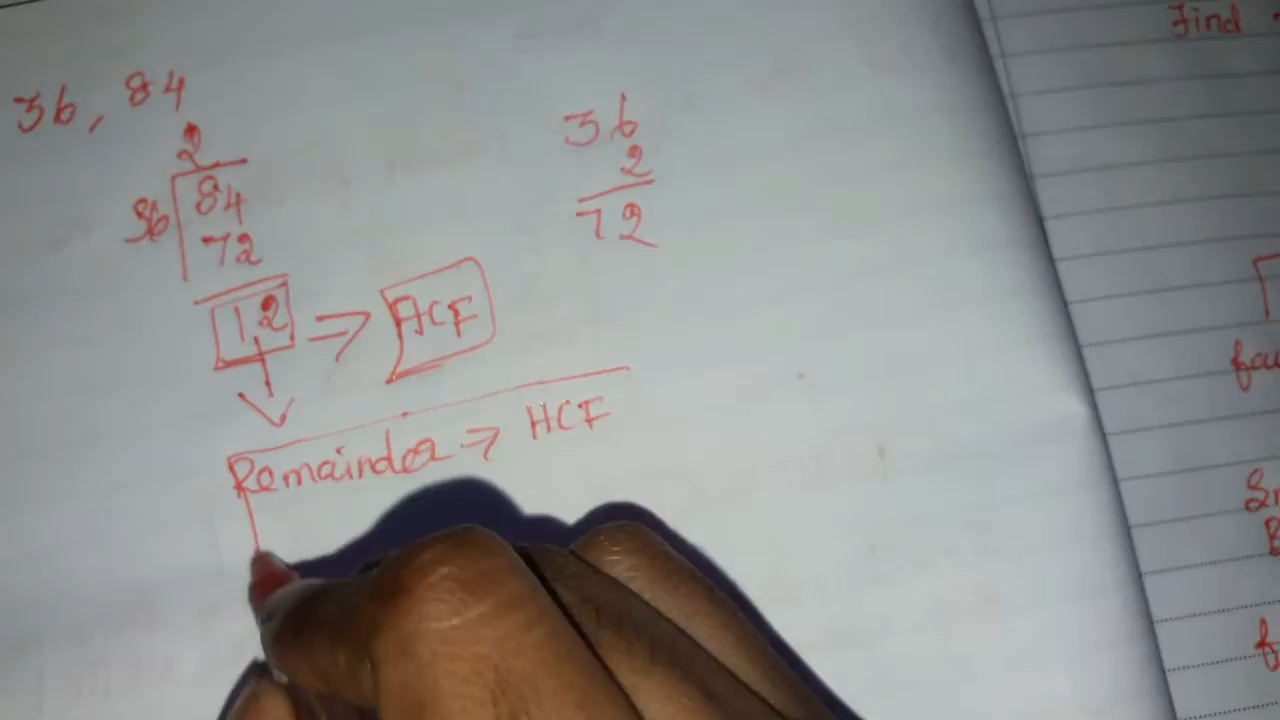 36, 84
2
36 84
72
12 => HCF
Remainder => HCF
36
2
72
Find